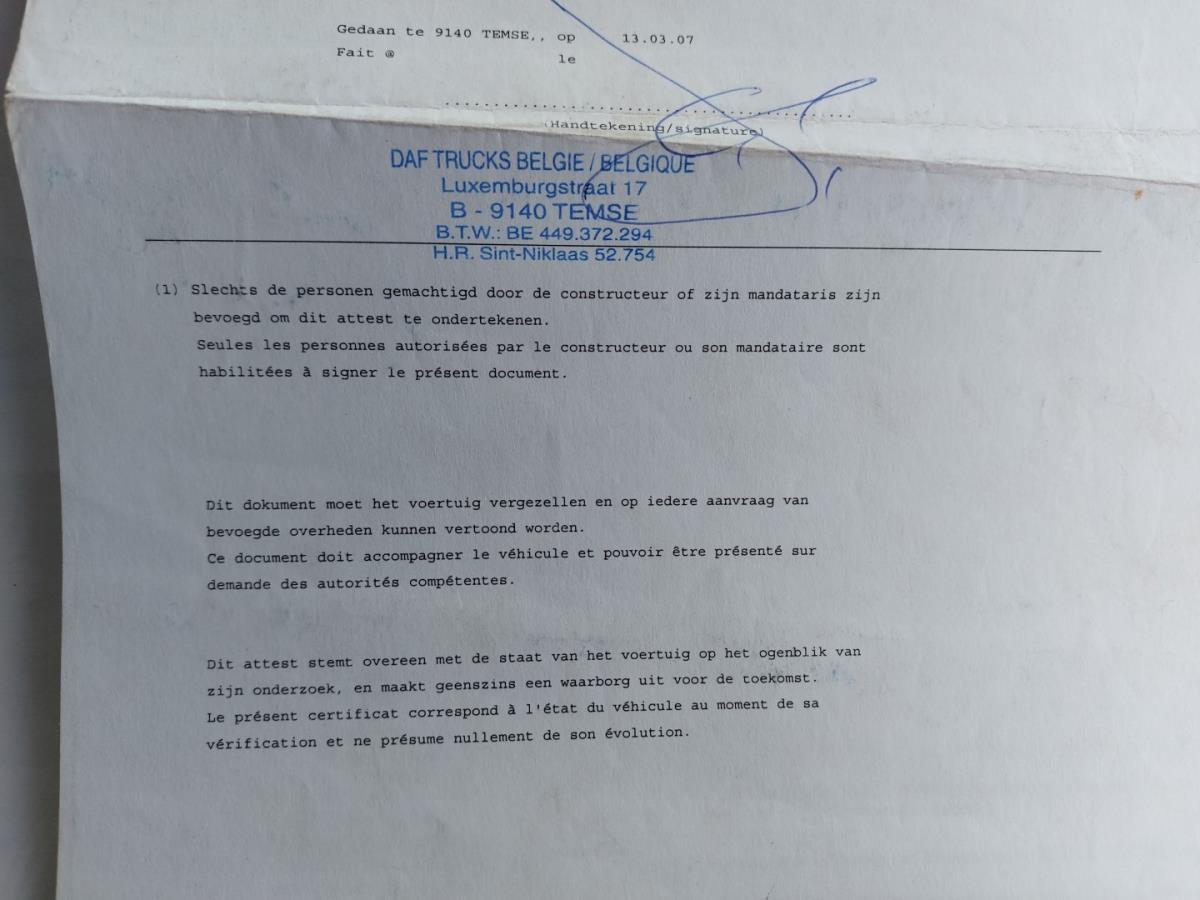 Gedaan te 9140 TEMSE,, op 13.03.07
Fait @ le
(Handtekening/signature)
DAF TRUCKS BELGIE / BELGIQUE
Luxemburgstraat 17
B - 9140 TEMSE
B.T.W.: BE 449.372.294
H.R. Sint-Niklaas 52.754
(1) Slechts de personen gemachtigd door de constructeur of zijn mandataris zijn
bevoegd om dit attest te ondertekenen.
Seules les personnes autorisées par le constructeur ou son mandataire sont
habilitées à signer le présent document.
Dit dokument moet het voertuig vergezellen en op iedere aanvraag van
bevoegde overheden kunnen vertoond worden.
Ce document doit accompagner le véhicule et pouvoir être présenté sur
demande des autorités compétentes.
Dit attest stemt overeen met de staat van het voertuig op het ogenblik van
zijn onderzoek, en maakt geenszins een waarborg uit voor de toekomst.
Le présent certificat correspond à l'état du véhicule au moment de sa
vérification et ne présume nullement de son évolution.